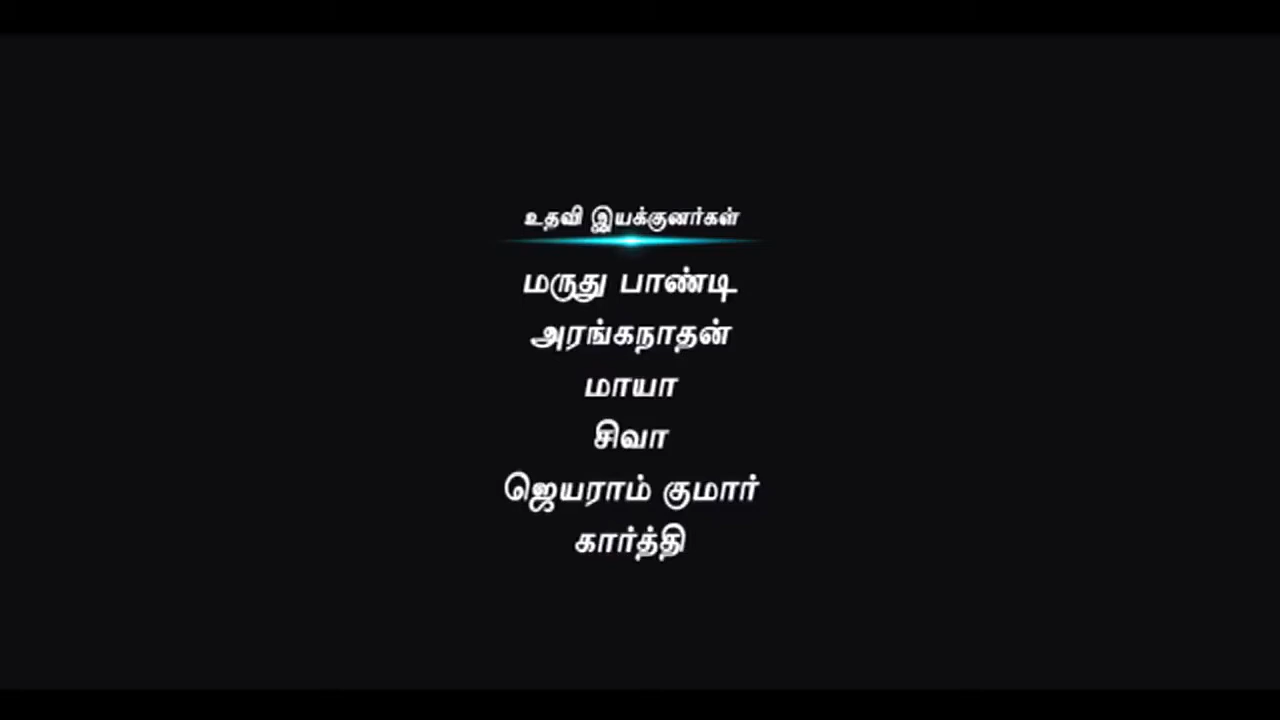 உதவி இயக்குனர்கள்
மருது பாண்டி
அரங்கநாதன்
மாயா
சிவா
ஜெயராம் குமார்
கார்த்தி